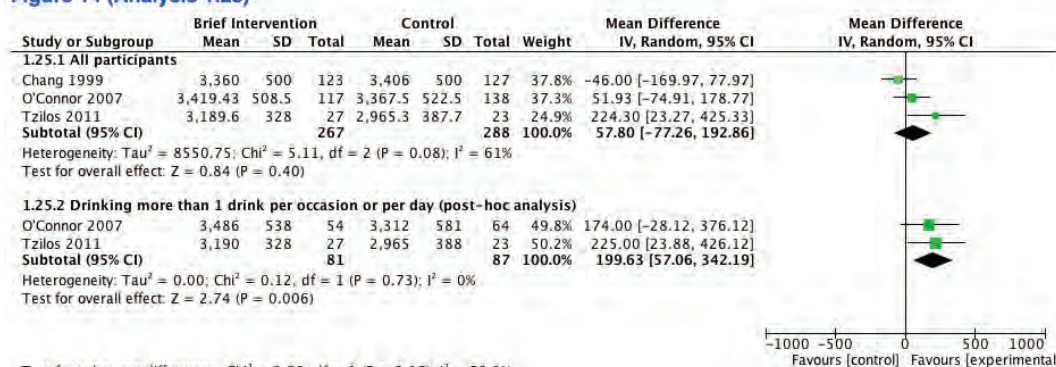 Brief Intervention Control Mean Difference Mean Difference
Study or Subgroup Mean SD Total Mean SD Total Weight IV, Random, 95% CI IV, Random, 95% CI
1.25.1 All participants
Chang 1999 3,360 500 123 3,406 500 127 37.8% -46.00 [-169.97, 77.97]
O'Connor 2007 3,419.43 508.5 117 3,367.5 522.5 138 37.3% 51.93 [-74.91, 178.77]
Tzilos 2011 3,189.6 328 27 2,965.3 387.7 23 24.9% 224.30 [23.27, 425.33]
Subtotal (95% CI) 267 288 100.0% 57.80 [-77.26, 192.86]
Heterogeneity: Tau² = 8550.75; Chi² = 5.11, df = 2 (P = 0.08); I² = 61%
Test for overall effect: Z = 0.84 (P = 0.40)
1.25.2 Drinking more than 1 drink per occasion or per day (post-hoc analysis)
O'Connor 2007 3,486 538 54 3,312 581 64 49.8% 174.00 [-28.12, 376.12]
Tzilos 2011 3,190 328 27 2,965 388 23 50.2% 225.00 [23.88, 426.12]
Subtotal (95% CI) 81 87 100.0% 199.63 [57.06, 342.19]
Heterogeneity: Tau² = 0.00; Chi² = 0.12, df = 1 (P = 0.73); I² = 0%
Test for overall effect: Z = 2.74 (P = 0.006)
-1000 -500 0 500 1000
Favours [control] Favours [experimental